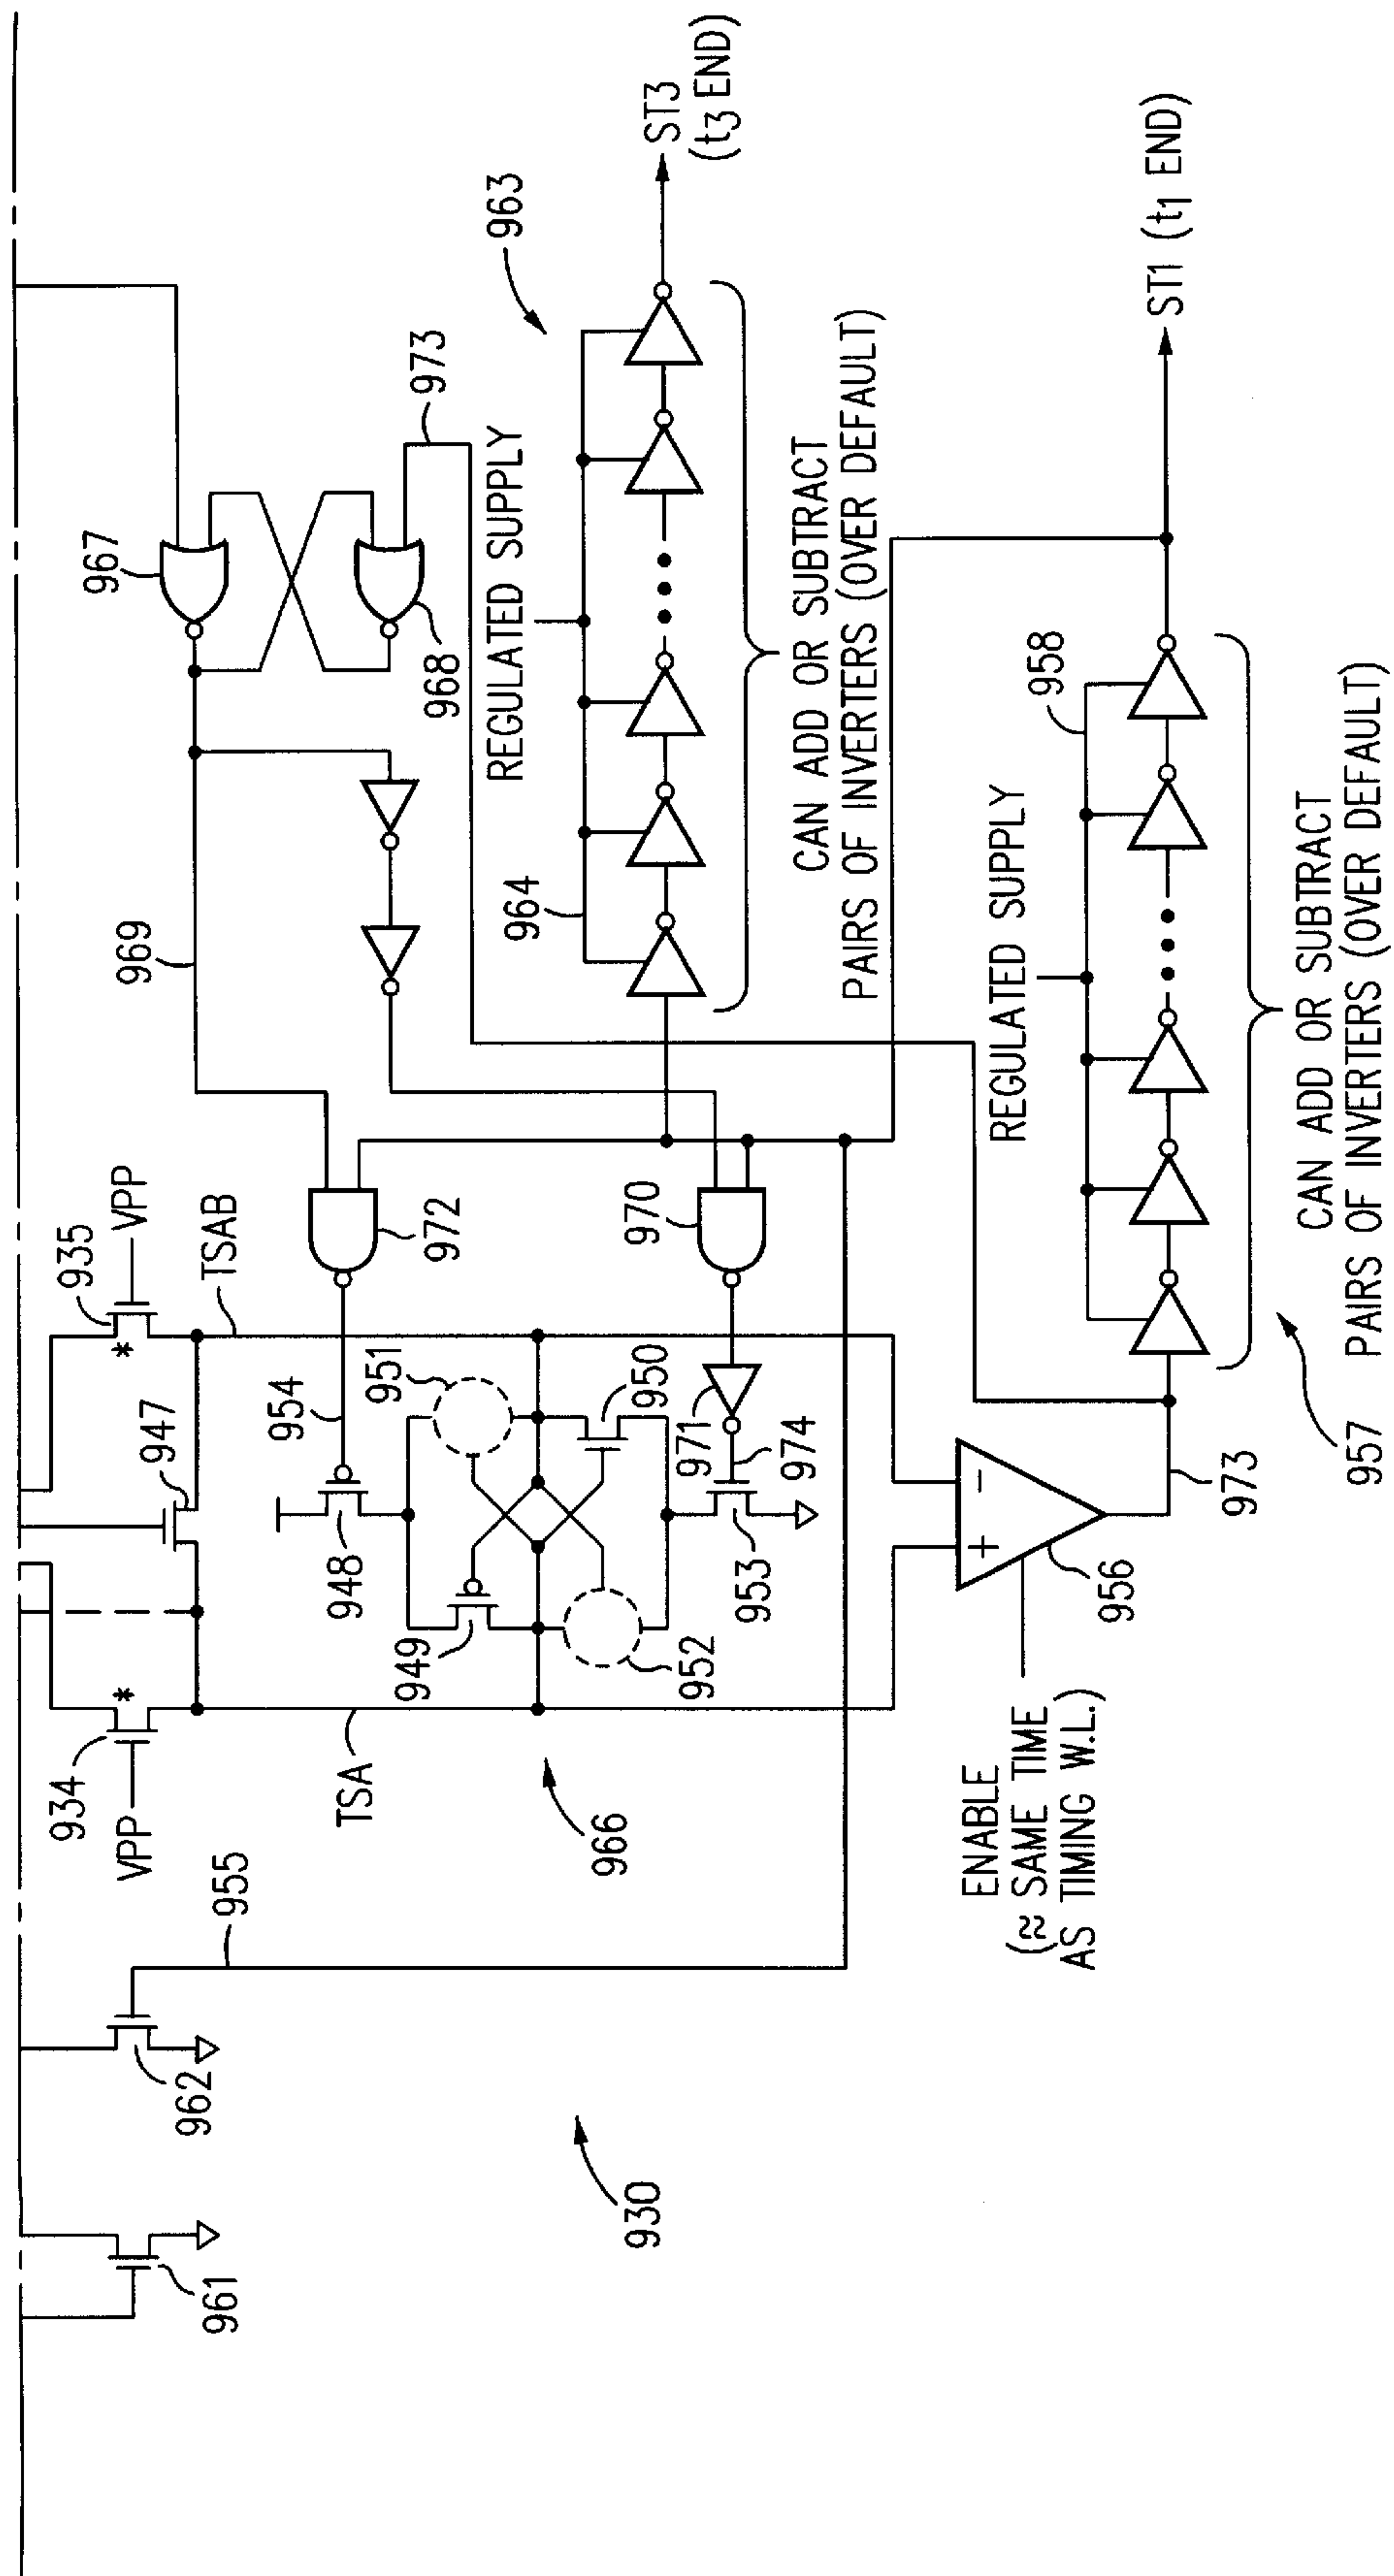 967
973
968
969
963
ST3
(t3 END)
REGULATED SUPPLY
964
CAN ADD OR SUBTRACT
PAIRS OF INVERTERS (OVER DEFAULT)
935
VPP
TSAB
972
970
947
954
951
950
971
974
948
949
952
953
934
VPP
*
*
TSA
966
955
962
961
930
ENABLE
(≈ SAME TIME
AS TIMING W.L.)
+
−
956
973
957
REGULATED SUPPLY
958
CAN ADD OR SUBTRACT
PAIRS OF INVERTERS (OVER DEFAULT)
ST1 (t1 END)